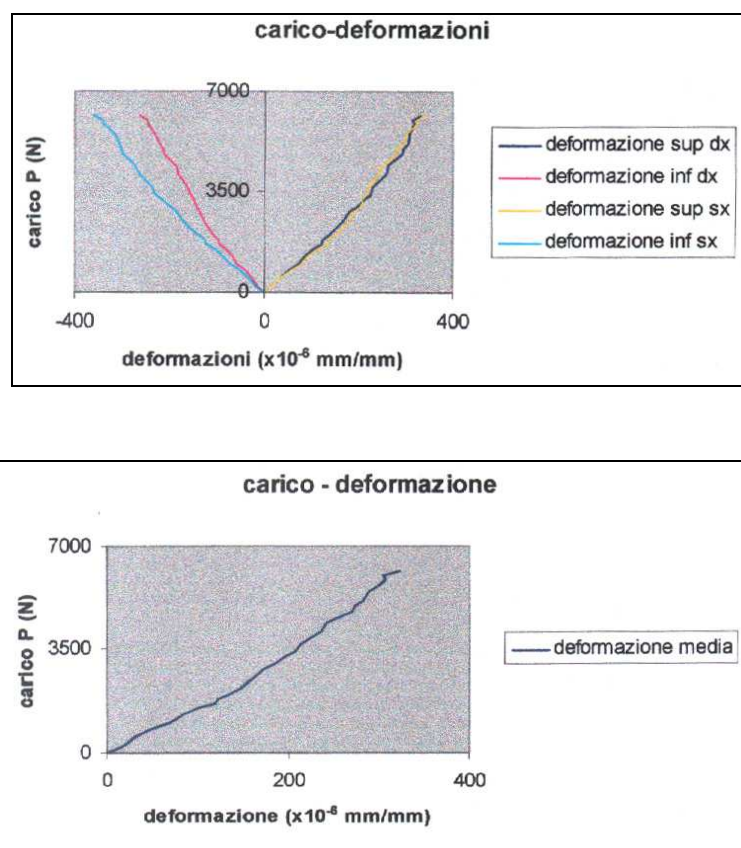 carico-deformazioni
7000
3500
0
carico P (N)
-400 0 400
deformazioni (x10⁻⁶ mm/mm)
deformazione sup dx
deformazione inf dx
deformazione sup sx
deformazione inf sx
carico - deformazione
7000
3500
0
carico P (N)
0 200 400
deformazione (x10⁻⁶ mm/mm)
deformazione media